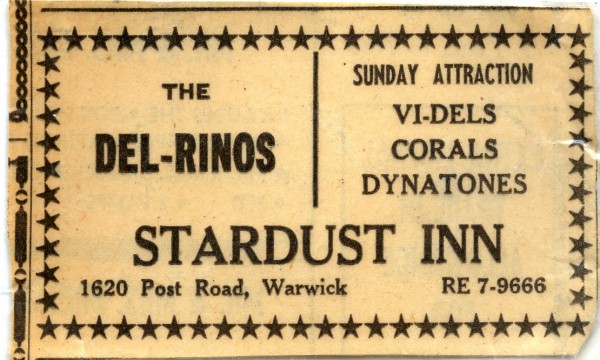 THE
DEL-RINOS
SUNDAY ATTRACTION
VI-DELS
CORALS
DYNATONES
STARDUST INN
1620 Post Road, Warwick
RE 7-9666